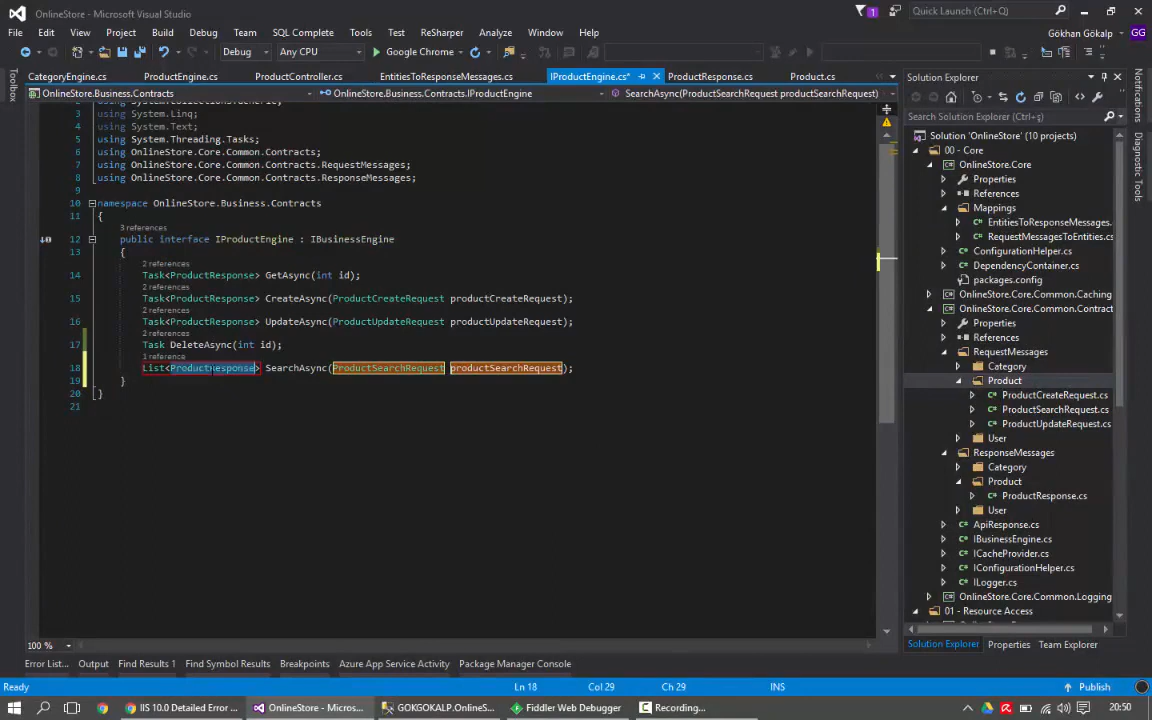 OnlineStore - Microsoft Visual Studio
1
Quick Launch (Ctrl+Q)
File Edit View Project Build Debug Team SQL Complete Tools Test ReSharper Analyze Window Help
Gökhan Gökalp GG
Debug Any CPU Google Chrome
CategoryEngine.cs ProductEngine.cs ProductController.cs EntitiesToResponseMessages.cs IProductEngine.cs* ProductResponse.cs Product.cs
OnlineStore.Business.Contracts OnlineStore.Business.Contracts.IProductEngine SearchAsync(ProductSearchRequest productSearchRequest)
3 using System.Linq;
4 using System.Text;
5 using System.Threading.Tasks;
6 using OnlineStore.Core.Common.Contracts;
7 using OnlineStore.Core.Common.Contracts.RequestMessages;
8 using OnlineStore.Core.Common.Contracts.ResponseMessages;
9
10 namespace OnlineStore.Business.Contracts
11 {
3 references
12 public interface IProductEngine : IBusinessEngine
13 {
2 references
14 Task<ProductResponse> GetAsync(int id);
2 references
15 Task<ProductResponse> CreateAsync(ProductCreateRequest productCreateRequest);
2 references
16 Task<ProductResponse> UpdateAsync(ProductUpdateRequest productUpdateRequest);
2 references
17 Task DeleteAsync(int id);
1 reference
18 List<ProductResponse> SearchAsync(ProductSearchRequest productSearchRequest);
19 }
20 }
21
100 %
Toolbox
Solution Explorer
Search Solution Explorer (Ctrl+ş)
Solution 'OnlineStore' (10 projects)
00 - Core
OnlineStore.Core
Properties
References
Mappings
EntitiesToResponseMessages.
RequestMessagesToEntities.cs
ConfigurationHelper.cs
DependencyContainer.cs
packages.config
OnlineStore.Core.Common.Caching
OnlineStore.Core.Common.Contract
Properties
References
RequestMessages
Category
Product
ProductCreateRequest.cs
ProductSearchRequest.cs
ProductUpdateRequest.cs
User
ResponseMessages
Category
Product
ProductResponse.cs
User
ApiResponse.cs
IBusinessEngine.cs
ICacheProvider.cs
IConfigurationHelper.cs
ILogger.cs
OnlineStore.Core.Common.Logging
01 - Resource Access
Solution Explorer Properties Team Explorer
Notifications
Diagnostic Tools
Error List... Output Find Results 1 Find Symbol Results Breakpoints Azure App Service Activity Package Manager Console
Ready Ln 18 Col 29 Ch 29 INS Publish
IIS 10.0 Detailed Error ... OnlineStore - Micros... GOKGOKALP.OnlineS... Fiddler Web Debugger Recording... 20:50